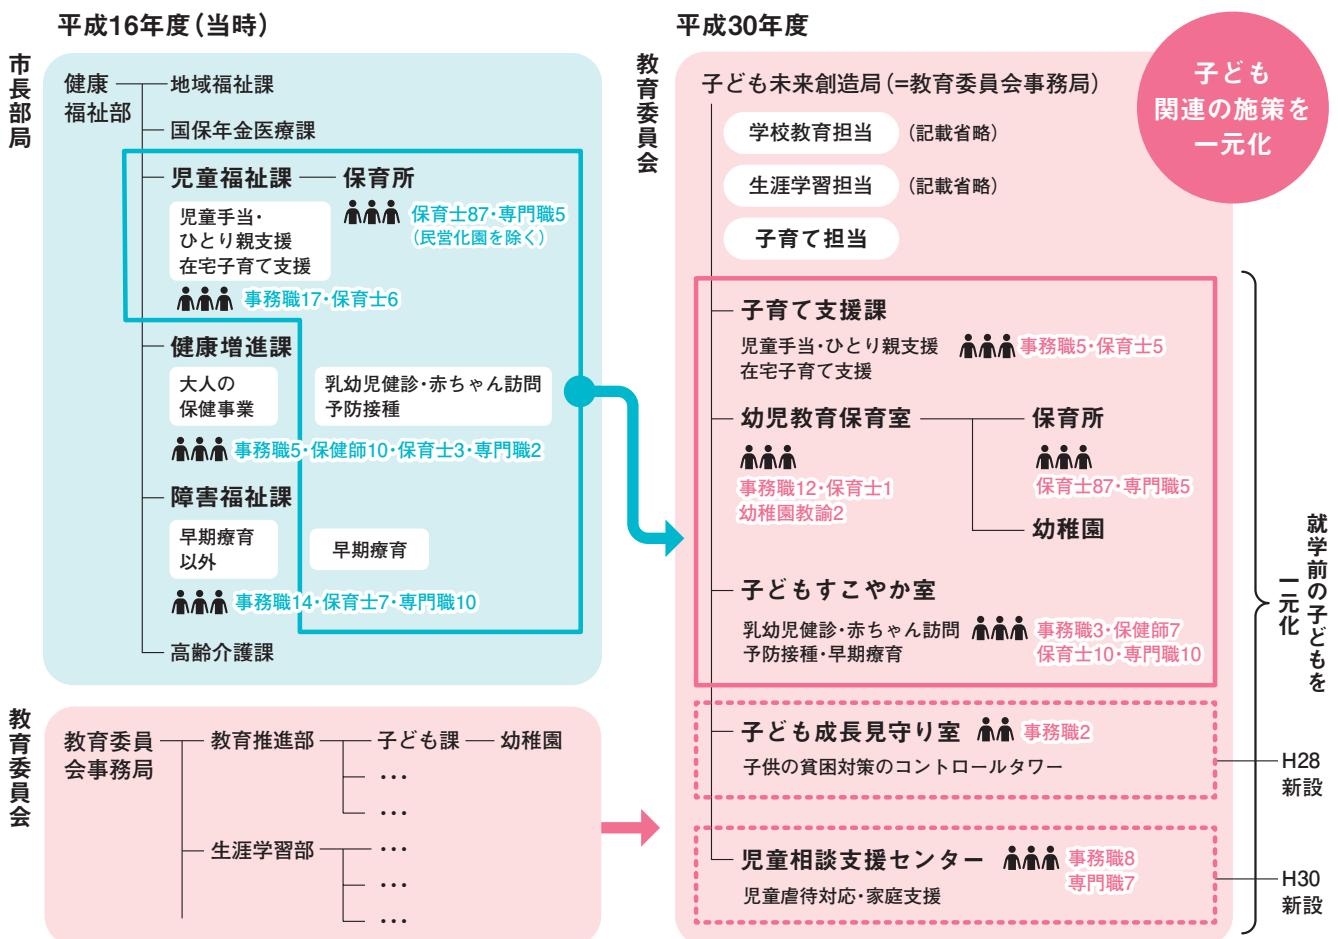 平成16年度(当時)
市長部局
健康
福祉部
地域福祉課
国保年金医療課
児童福祉課
保育所
児童手当・
ひとり親支援
在宅子育て支援
保育士87・専門職5
(民営化園を除く)
事務職17・保育士6
健康増進課
大人の
保健事業
乳幼児健診・赤ちゃん訪問
予防接種
事務職5・保健師10・保育士3・専門職2
障害福祉課
早期療育
以外
早期療育
事務職14・保育士7・専門職10
高齢介護課
教育委員会
教育委員
会事務局
教育推進部
子ども課
幼稚園
…
…
生涯学習部
…
…
…
平成30年度
教育委員会
子ども未来創造局(=教育委員会事務局)
子ども
関連の施策を
一元化
学校教育担当
(記載省略)
生涯学習担当
(記載省略)
子育て担当
子育て支援課
児童手当・ひとり親支援
在宅子育て支援
事務職5・保育士5
幼児教育保育室
事務職12・保育士1
幼稚園教諭2
保育所
保育士87・専門職5
幼稚園
子どもすこやか室
乳幼児健診・赤ちゃん訪問
予防接種・早期療育
事務職3・保健師7
保育士10・専門職10
就学前の子どもを
一元化
子ども成長見守り室
事務職2
子供の貧困対策のコントロールタワー
H28
新設
児童相談支援センター
事務職8
専門職7
児童虐待対応・家庭支援
H30
新設